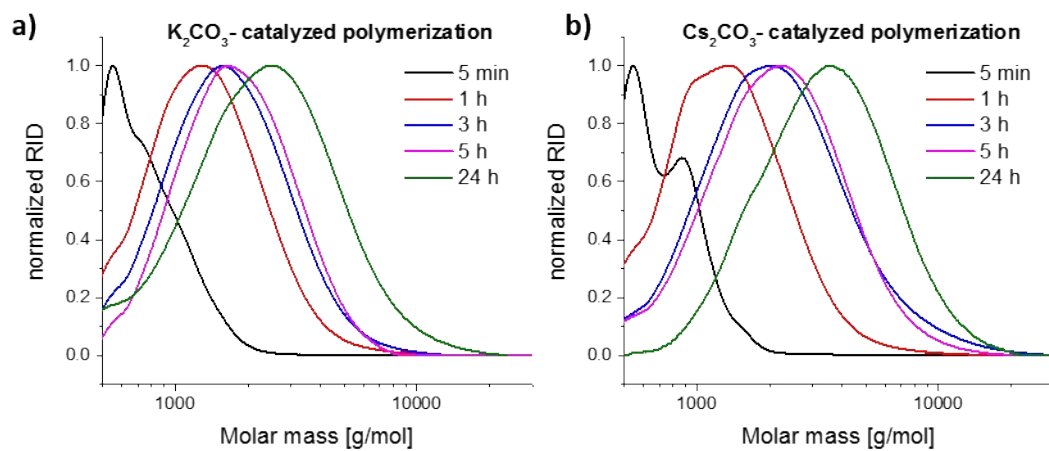 a)
K₂CO₃- catalyzed polymerization
1.0
0.8
0.6
0.4
0.2
0.0
normalized RID
5 min
1 h
3 h
5 h
24 h
1000
10000
Molar mass [g/mol]
b)
Cs₂CO₃- catalyzed polymerization
1.0
0.8
0.6
0.4
0.2
0.0
normalized RID
5 min
1 h
3 h
5 h
24 h
1000
10000
Molar mass [g/mol]